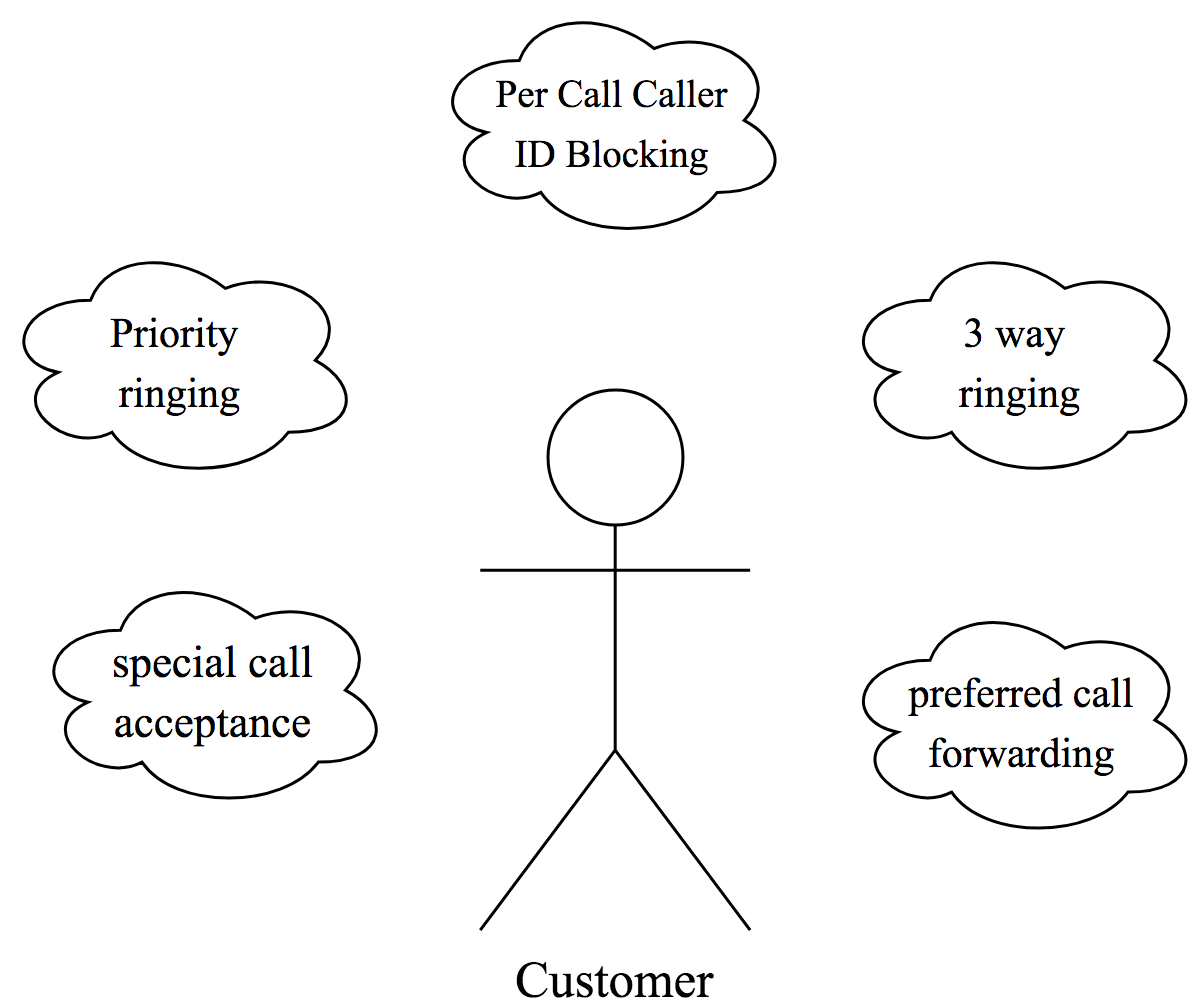 Per Call Caller
ID Blocking
Priority
ringing
3 way
ringing
special call
acceptance
preferred call
forwarding
Customer